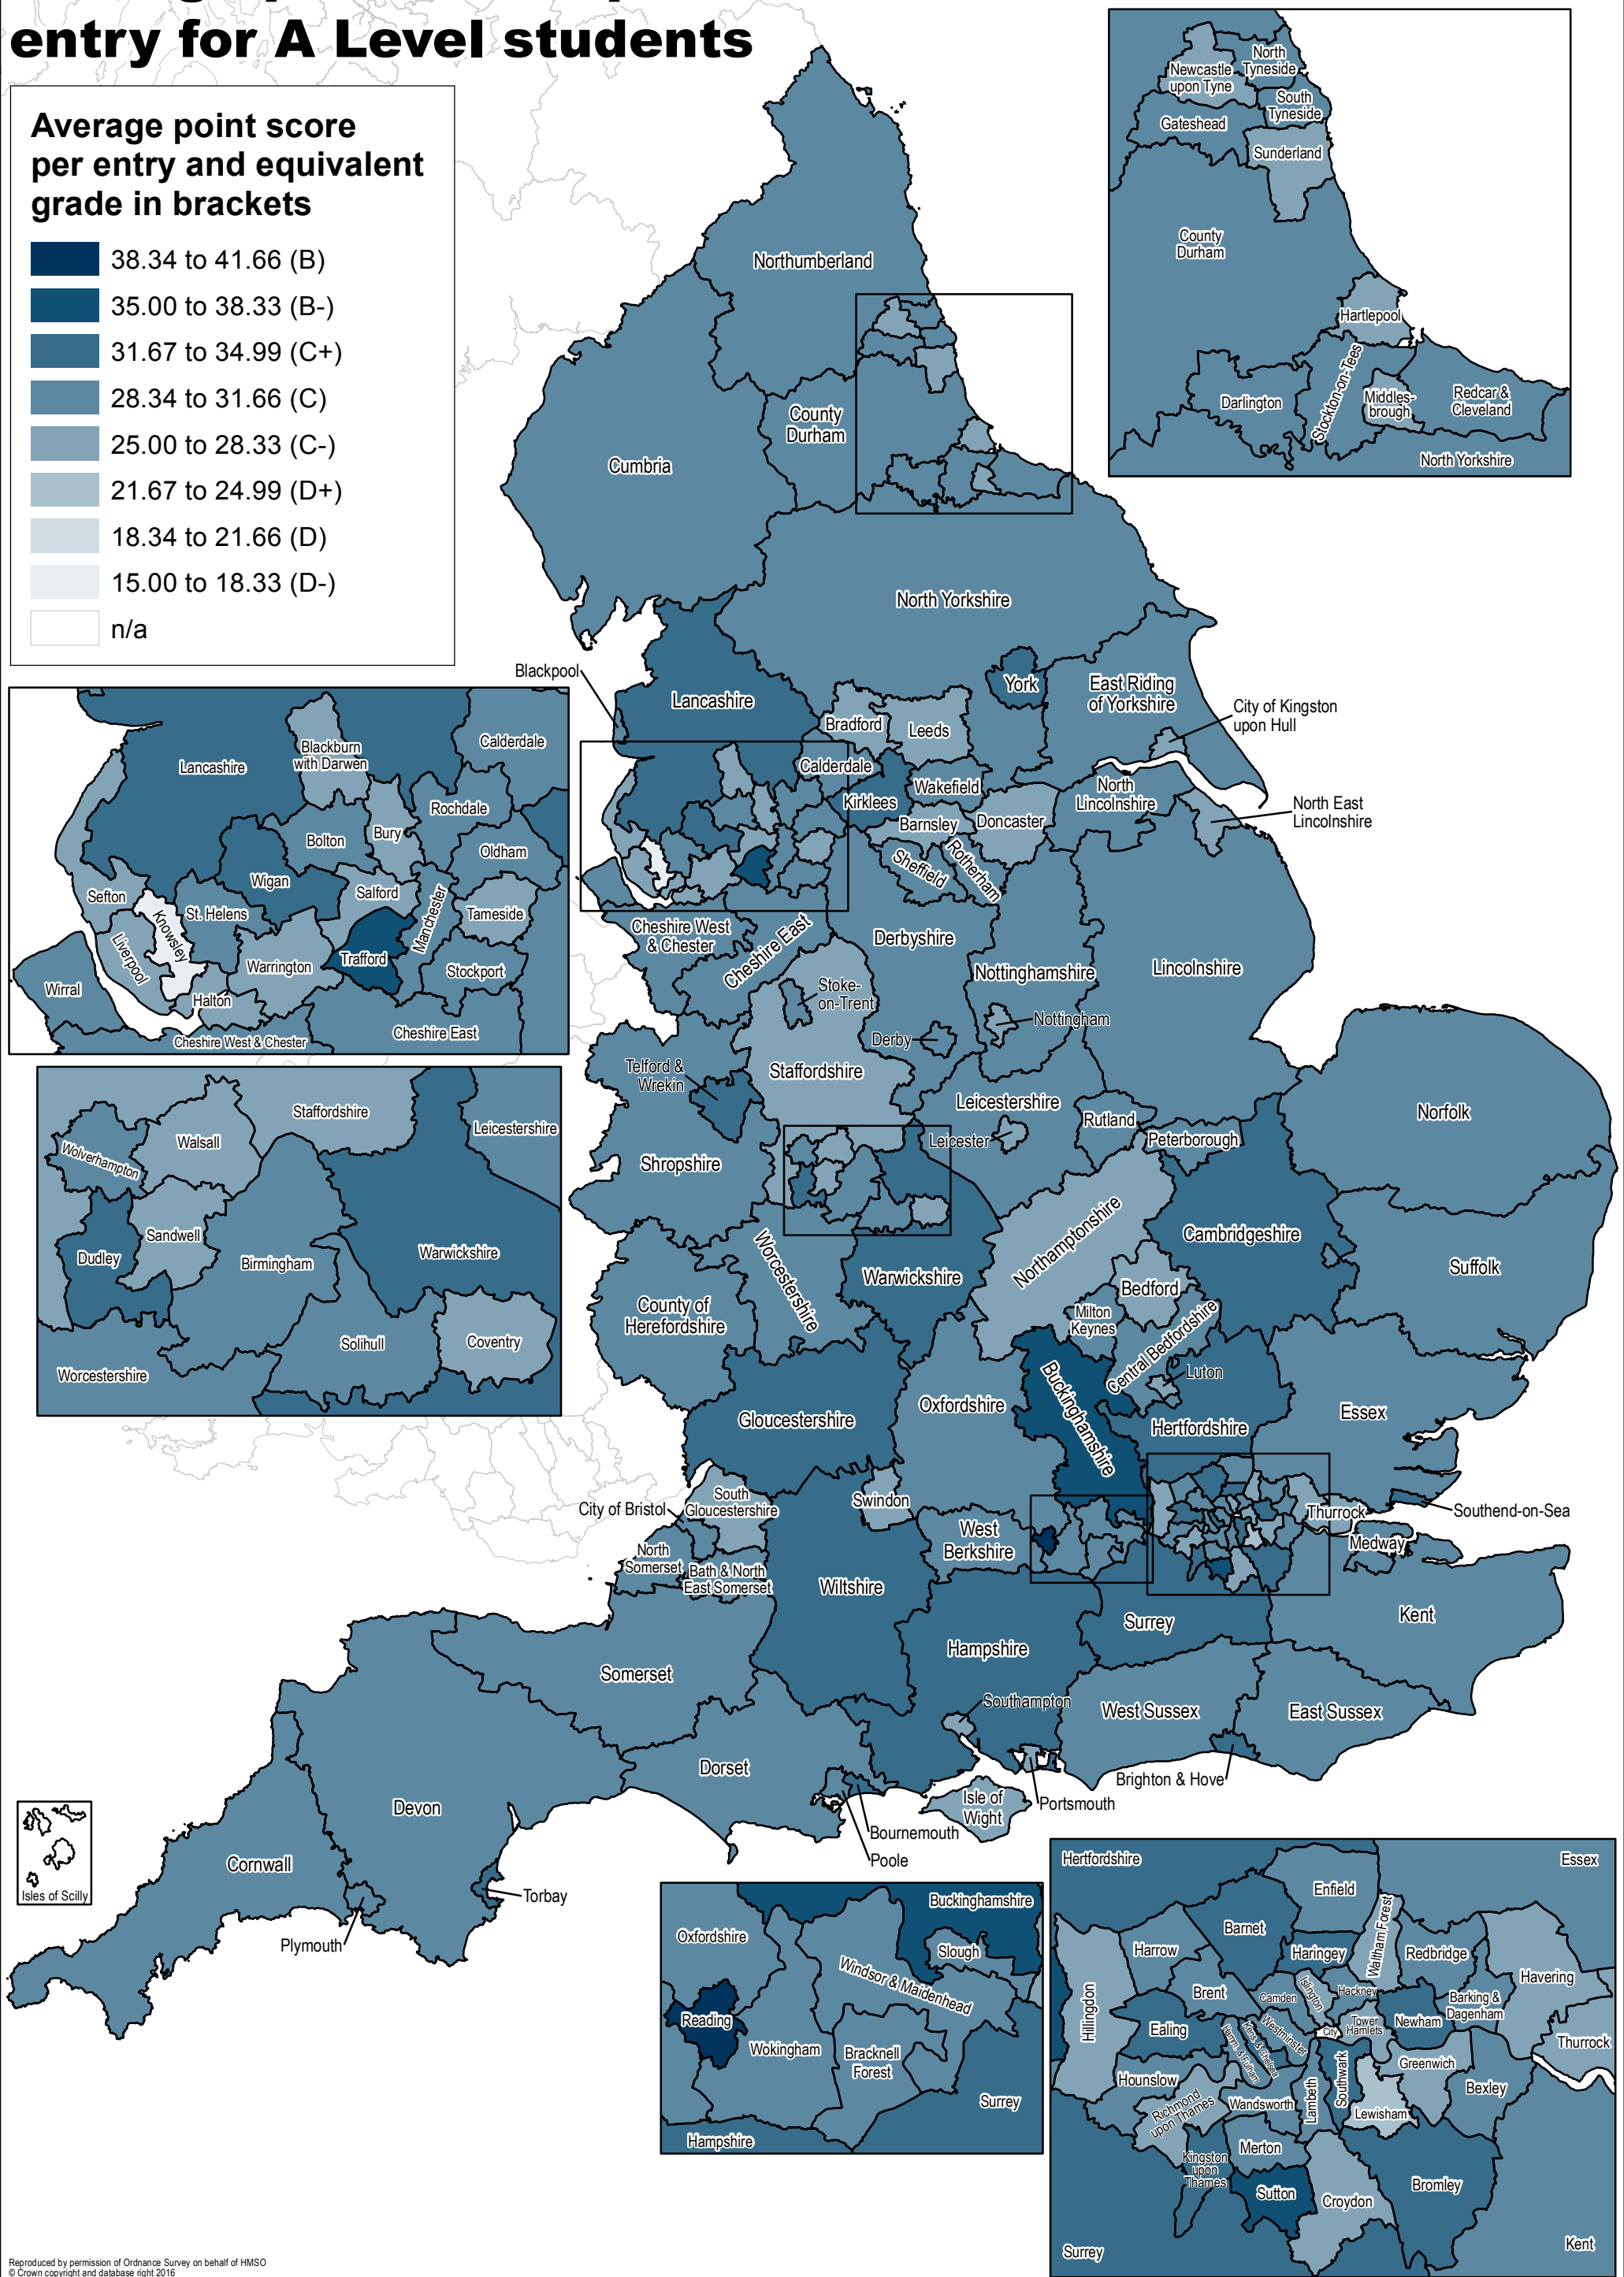 entry for A Level students
Average point score
per entry and equivalent
grade in brackets
38.34 to 41.66 (B)
35.00 to 38.33 (B-)
31.67 to 34.99 (C+)
28.34 to 31.66 (C)
25.00 to 28.33 (C-)
21.67 to 24.99 (D+)
18.34 to 21.66 (D)
15.00 to 18.33 (D-)
n/a
Newcastle
upon Tyne
North
Tyneside
South
Tyneside
Gateshead
Sunderland
County
Durham
Hartlepool
Stockton-on-Tees
Darlington
Middles-
brough
Redcar &
Cleveland
North Yorkshire
Northumberland
County
Durham
Cumbria
North Yorkshire
Blackpool
Lancashire
York
East Riding
of Yorkshire
City of Kingston
upon Hull
Bradford
Leeds
Calderdale
Kirklees
Wakefield
North
Lincolnshire
North East
Lincolnshire
Barnsley
Doncaster
Sheffield
Rotherham
Cheshire West
& Chester
Cheshire East
Derbyshire
Nottinghamshire
Lincolnshire
Stoke-
on-Trent
Nottingham
Derby
Telford &
Wrekin
Staffordshire
Leicestershire
Rutland
Leicester
Peterborough
Norfolk
Shropshire
Northamptonshire
Cambridgeshire
Suffolk
Worcestershire
Warwickshire
Bedford
County of
Herefordshire
Milton
Keynes
Central Bedfordshire
Luton
Buckinghamshire
Gloucestershire
Oxfordshire
Hertfordshire
Essex
City of Bristol
South
Gloucestershire
Swindon
Thurrock
Southend-on-Sea
North
Somerset
Bath & North
East Somerset
West
Berkshire
Medway
Wiltshire
Kent
Surrey
Hampshire
Somerset
Southampton
West Sussex
East Sussex
Dorset
Brighton & Hove
Isle of
Wight
Portsmouth
Bournemouth
Poole
Devon
Cornwall
Torbay
Plymouth
Isles of Scilly
Lancashire
Blackburn
with Darwen
Calderdale
Rochdale
Bolton
Bury
Oldham
Wigan
Sefton
Salford
St. Helens
Knowsley
Manchester
Tameside
Liverpool
Trafford
Warrington
Stockport
Wirral
Halton
Cheshire East
Cheshire West & Chester
Staffordshire
Leicestershire
Walsall
Wolverhampton
Sandwell
Dudley
Birmingham
Warwickshire
Solihull
Coventry
Worcestershire
Buckinghamshire
Oxfordshire
Slough
Windsor & Maidenhead
Reading
Wokingham
Bracknell
Forest
Surrey
Hampshire
Hertfordshire
Essex
Enfield
Barnet
Waltham Forest
Harrow
Haringey
Redbridge
Havering
Hillingdon
Brent
Camden
Islington
Hackney
Barking &
Dagenham
Ealing
Westminster
Kens. & Chelsea
Hamm. & Fulham
City
Tower
Hamlets
Newham
Thurrock
Hounslow
Greenwich
Southwark
Lambeth
Bexley
Richmond
upon Thames
Wandsworth
Lewisham
Merton
Kingston
upon
Thames
Sutton
Croydon
Bromley
Surrey
Kent
Reproduced by permission of Ordnance Survey on behalf of HMSO
© Crown copyright and database right 2016